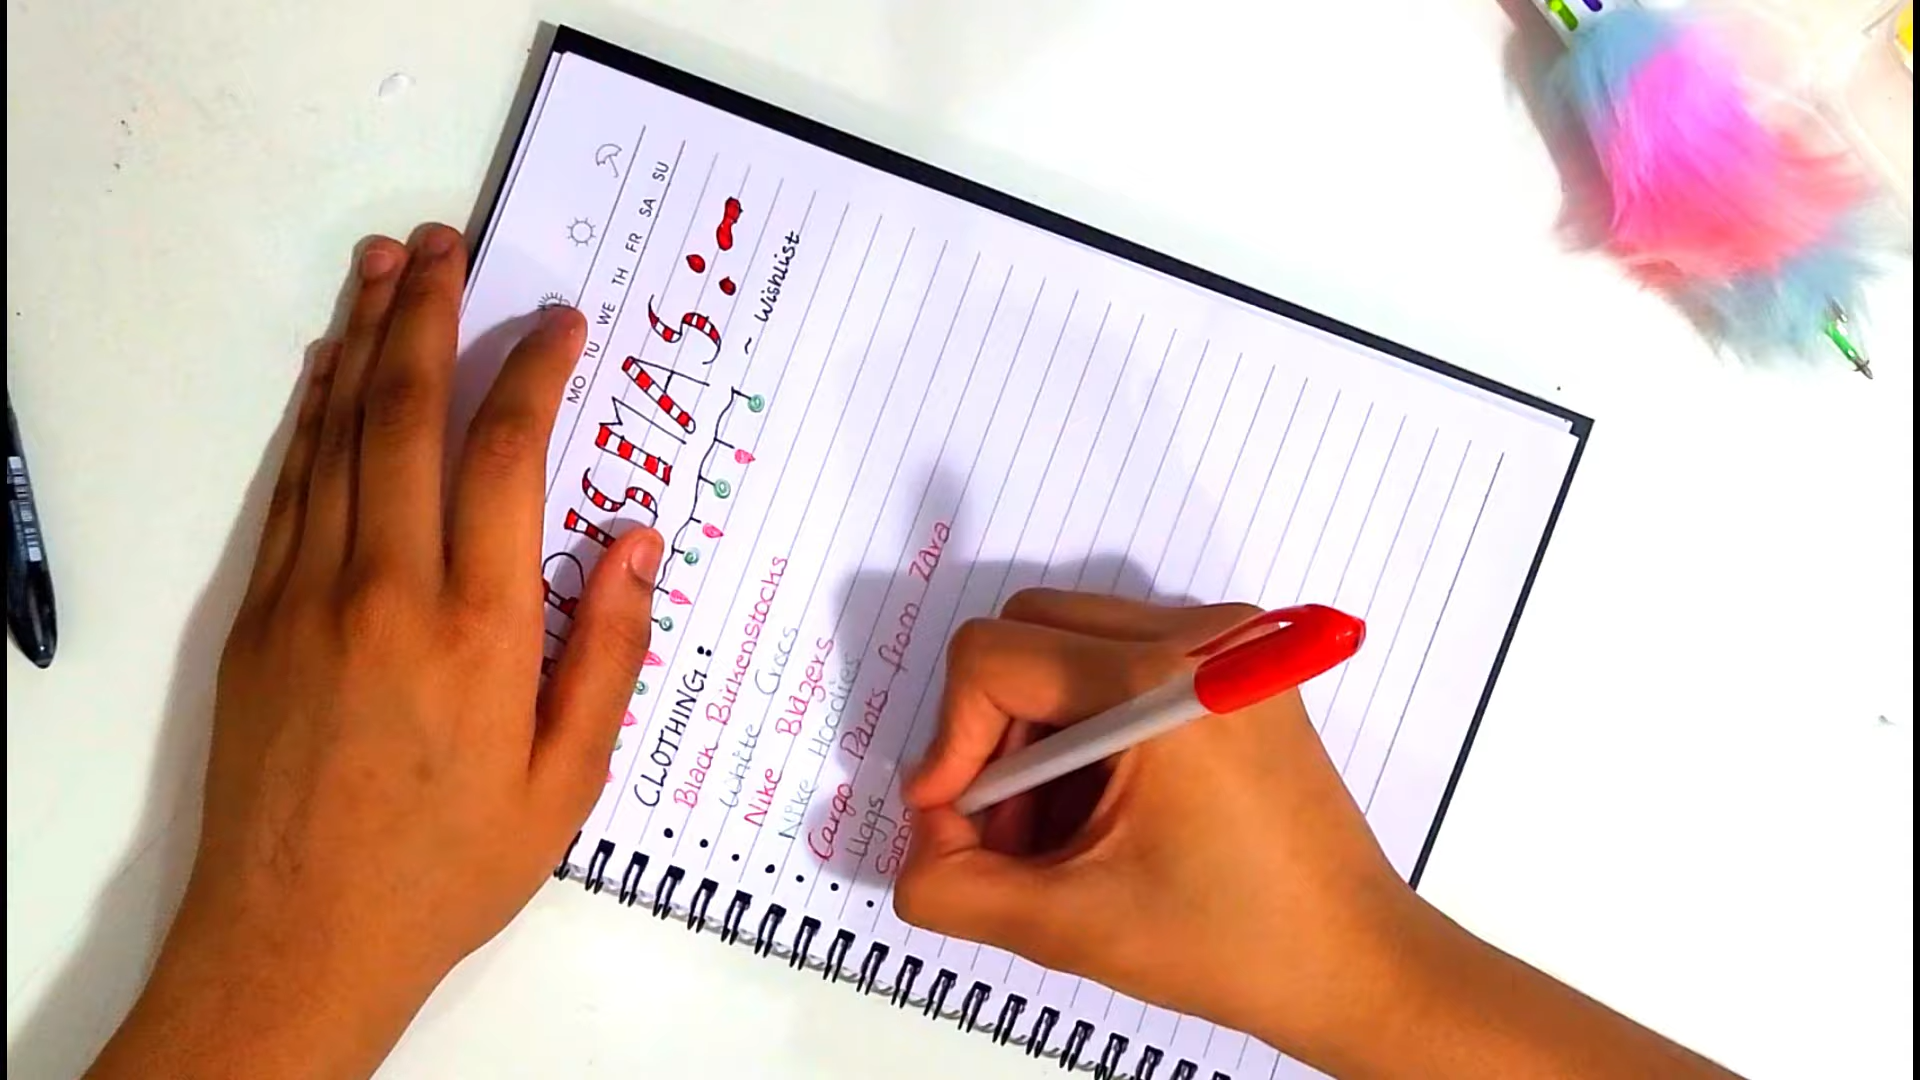 MO TU WE TH FR SA SU
RISMAS:
~ Wishlist
CLOTHING:
• Black Birkenstocks
• White Crocs
• Nike Blazers
• Nike Hoodies
• Cargo Pants from Zara
• Uggs
•